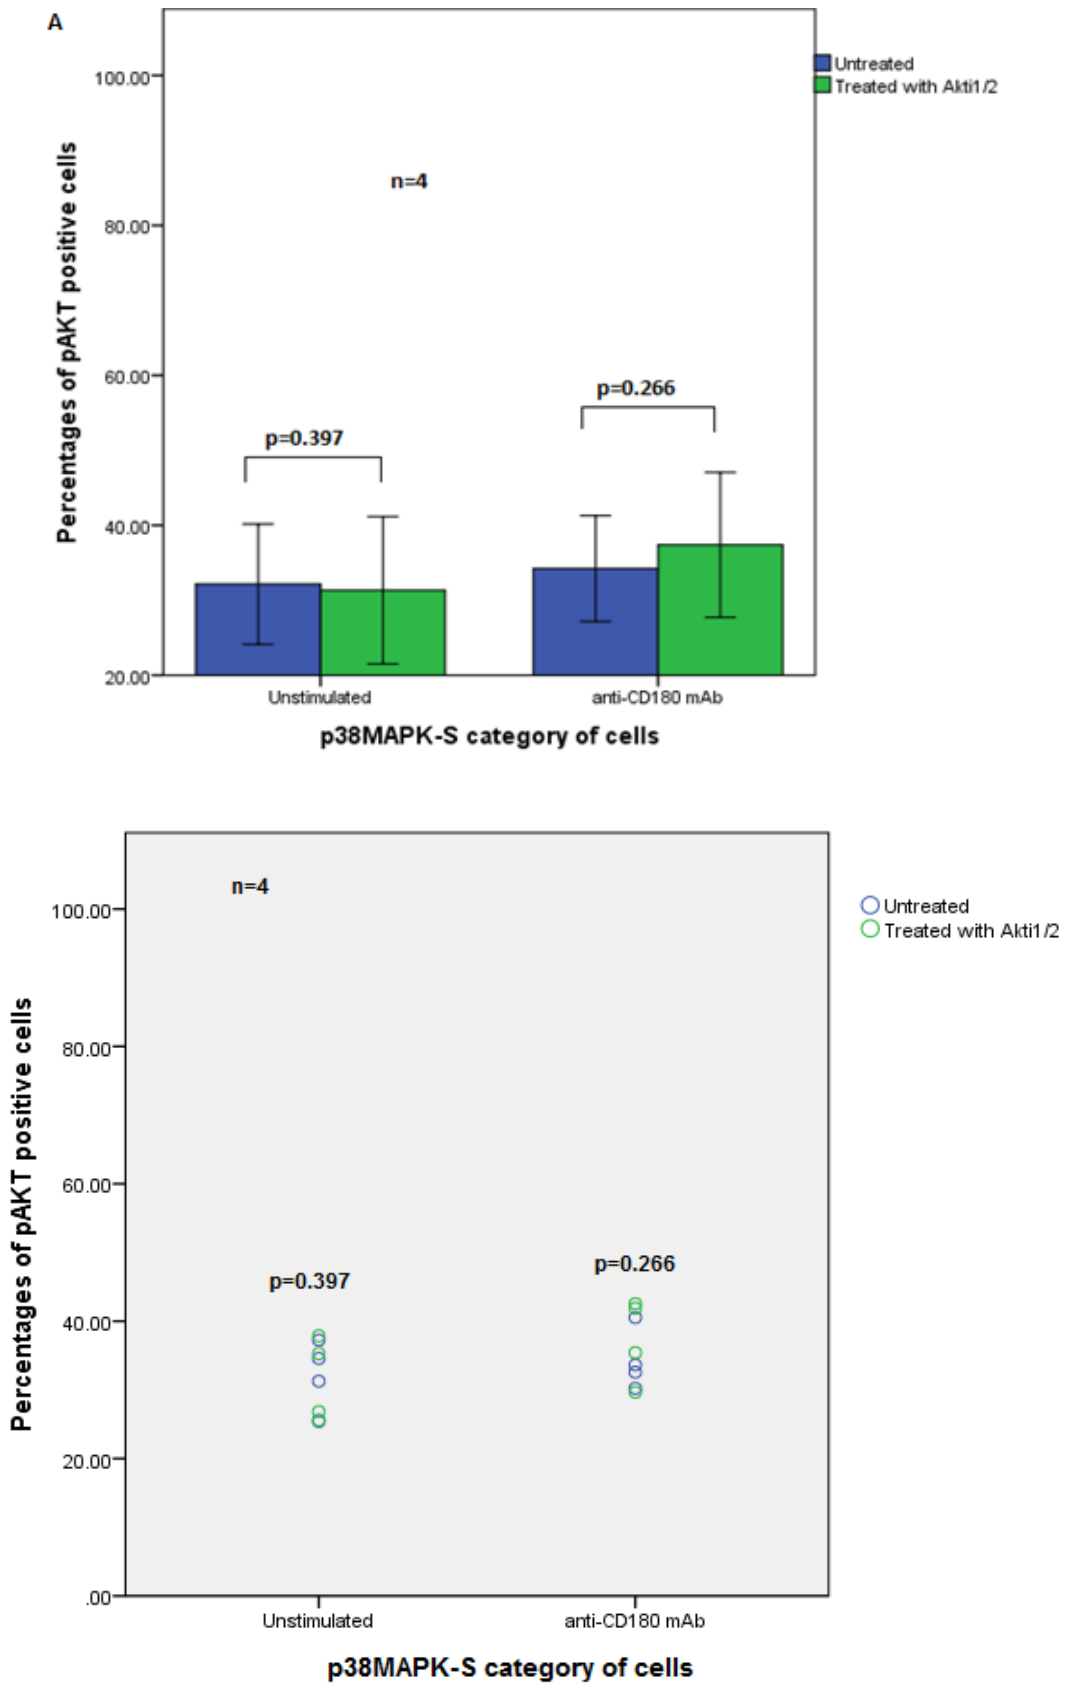 A
Untreated
Treated with Akti1/2
100.00
80.00
60.00
40.00
20.00
Percentages of pAKT positive cells
n=4
p=0.397
p=0.266
Unstimulated
anti-CD180 mAb
p38MAPK-S category of cells
n=4
Untreated
Treated with Akti1/2
100.00
80.00
60.00
40.00
20.00
.00
Percentages of pAKT positive cells
p=0.397
p=0.266
Unstimulated
anti-CD180 mAb
p38MAPK-S category of cells